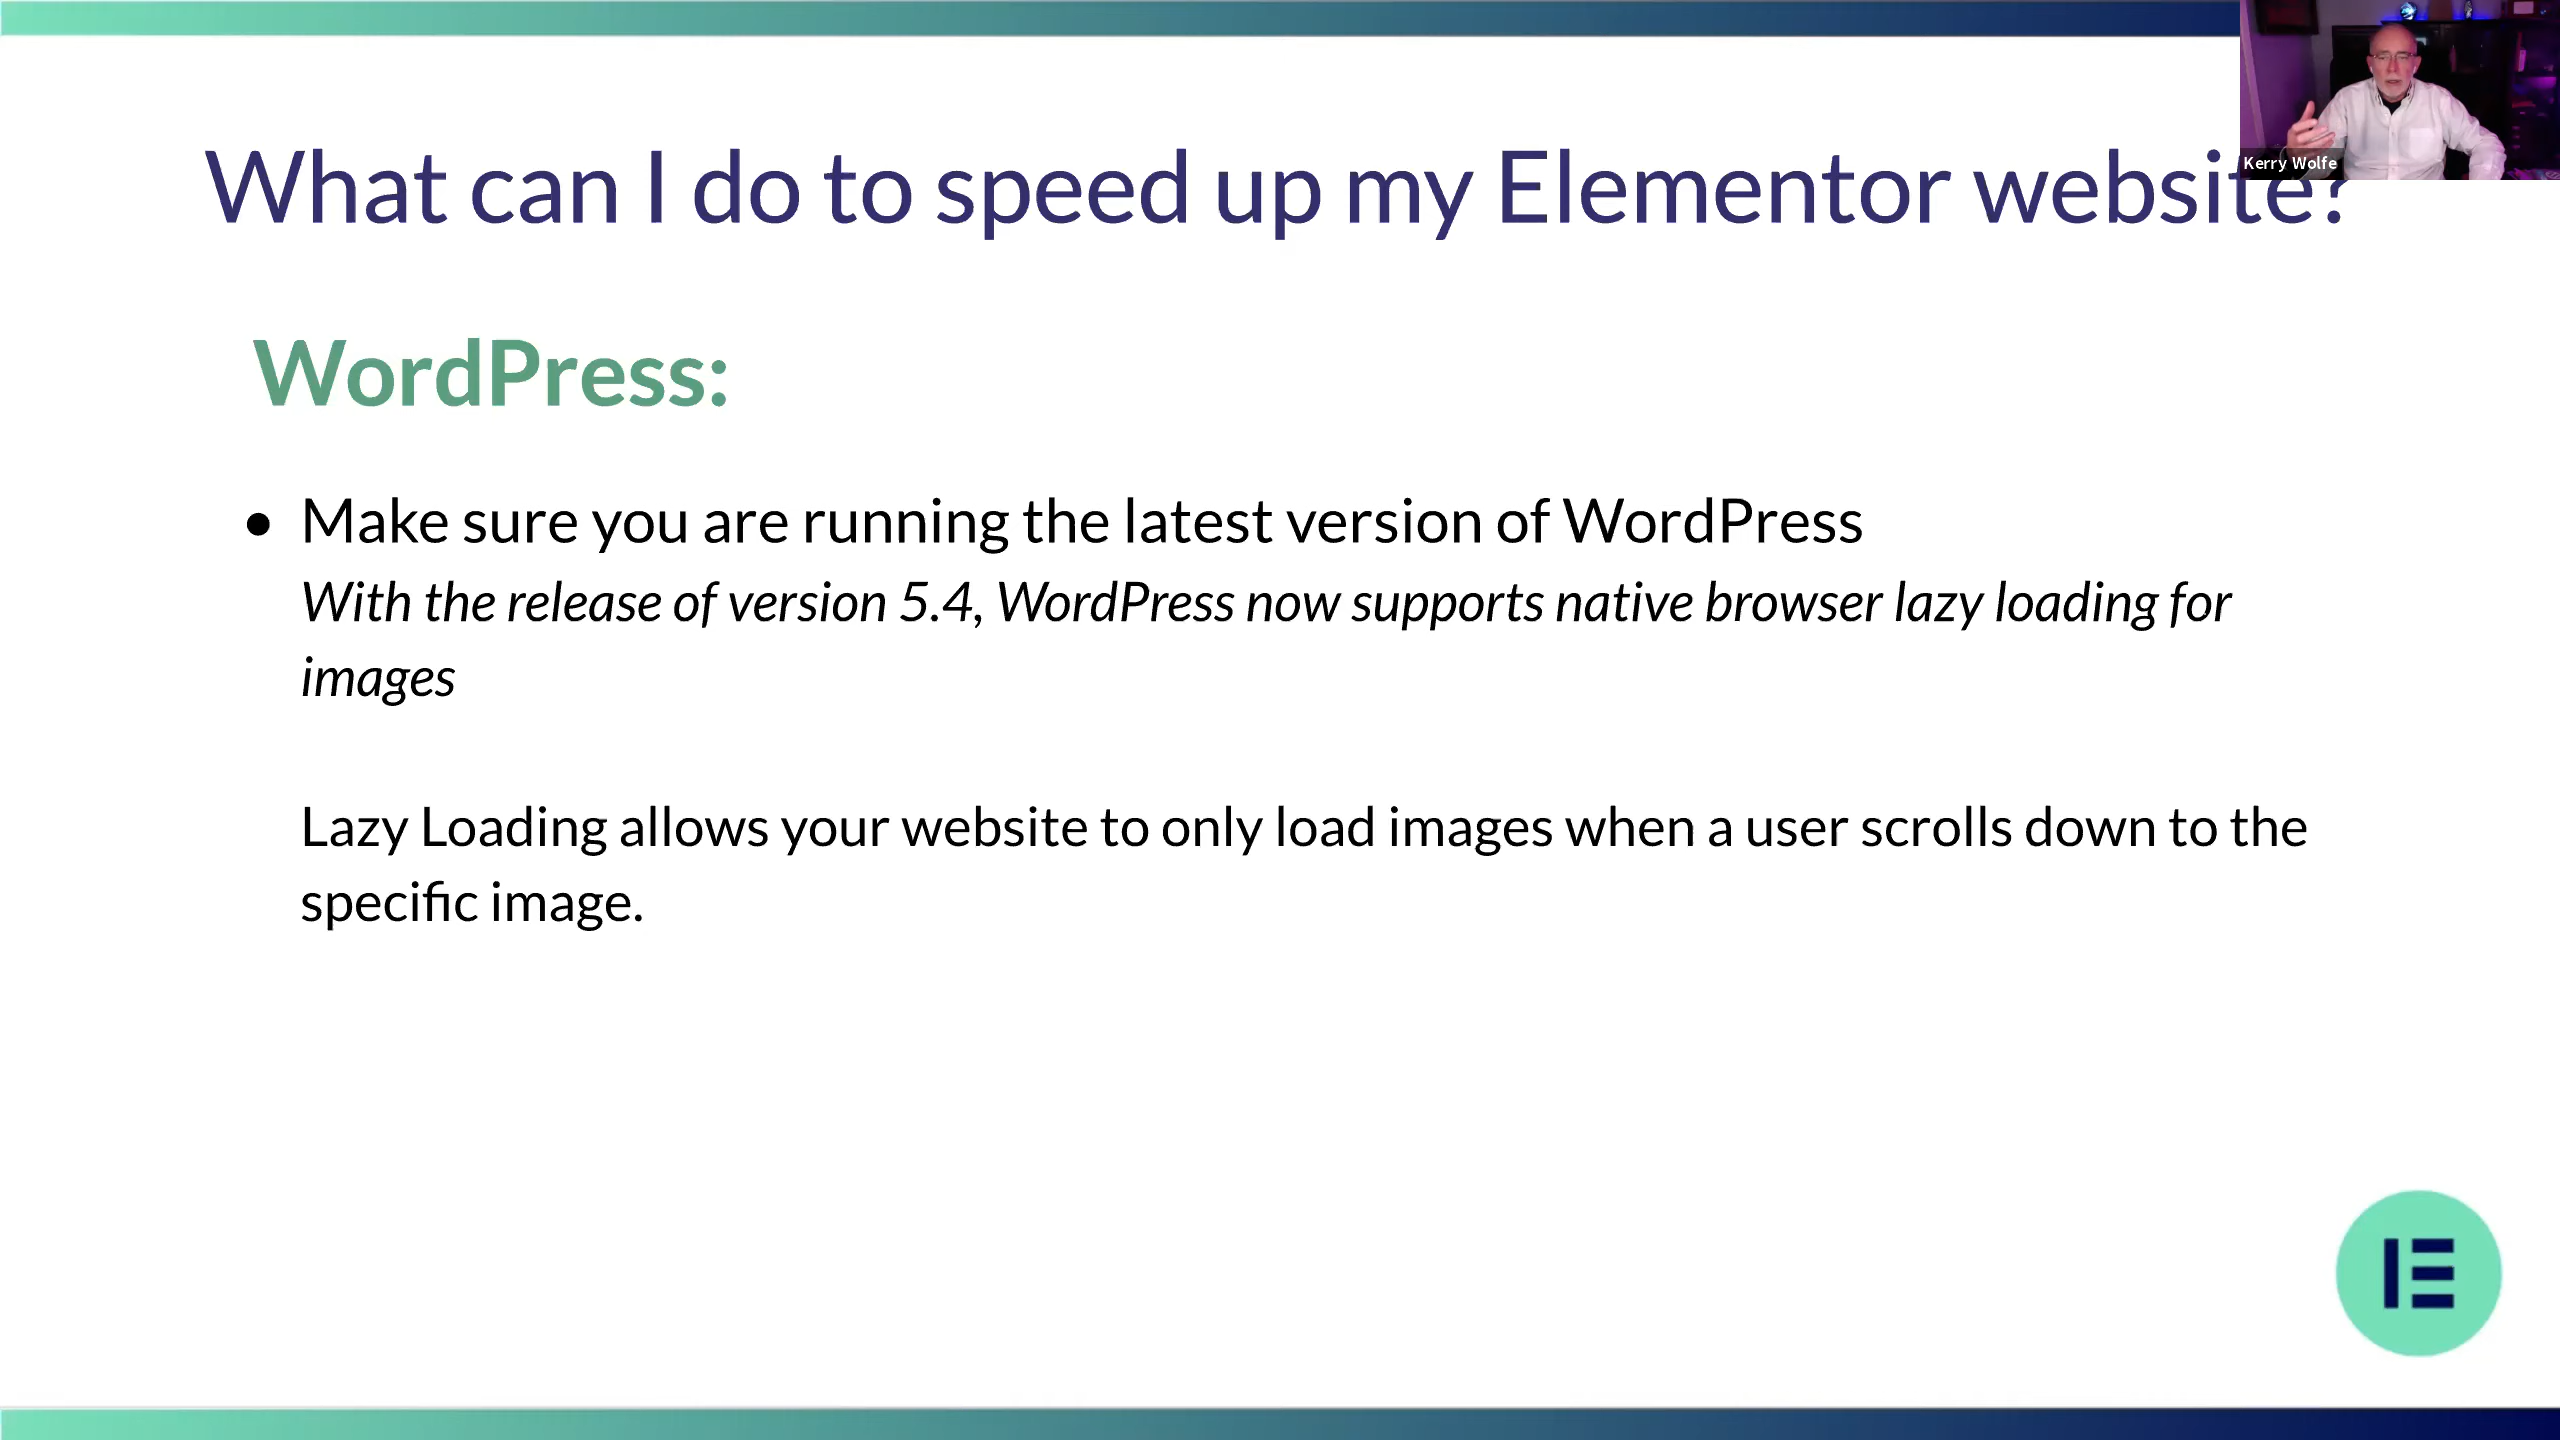 Kerry Wolfe
What can I do to speed up my Elementor website?
WordPress:
• Make sure you are running the latest version of WordPress
With the release of version 5.4, WordPress now supports native browser lazy loading for
images
Lazy Loading allows your website to only load images when a user scrolls down to the
specific image.